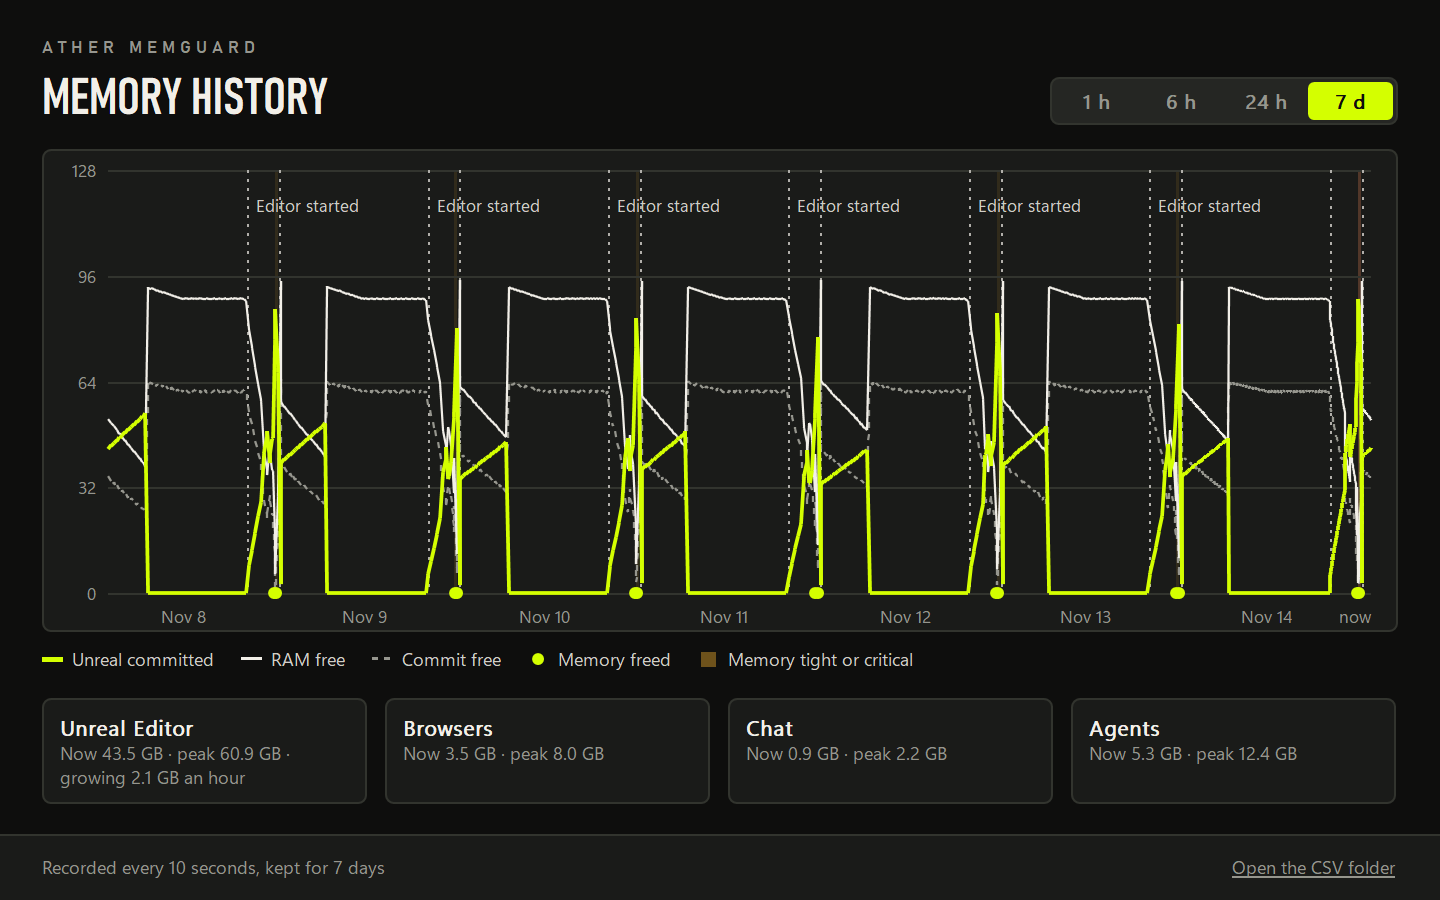 ATHER MEMGUARD
MEMORY HISTORY
1 h 6 h 24 h 7 d
128
Editor started Editor started Editor started Editor started Editor started Editor started
96
64
32
0
Nov 8 Nov 9 Nov 10 Nov 11 Nov 12 Nov 13 Nov 14 now
Unreal committed RAM free Commit free Memory freed Memory tight or critical
Unreal Editor
Now 43.5 GB · peak 60.9 GB ·
growing 2.1 GB an hour
Browsers
Now 3.5 GB · peak 8.0 GB
Chat
Now 0.9 GB · peak 2.2 GB
Agents
Now 5.3 GB · peak 12.4 GB
Recorded every 10 seconds, kept for 7 days
Open the CSV folder